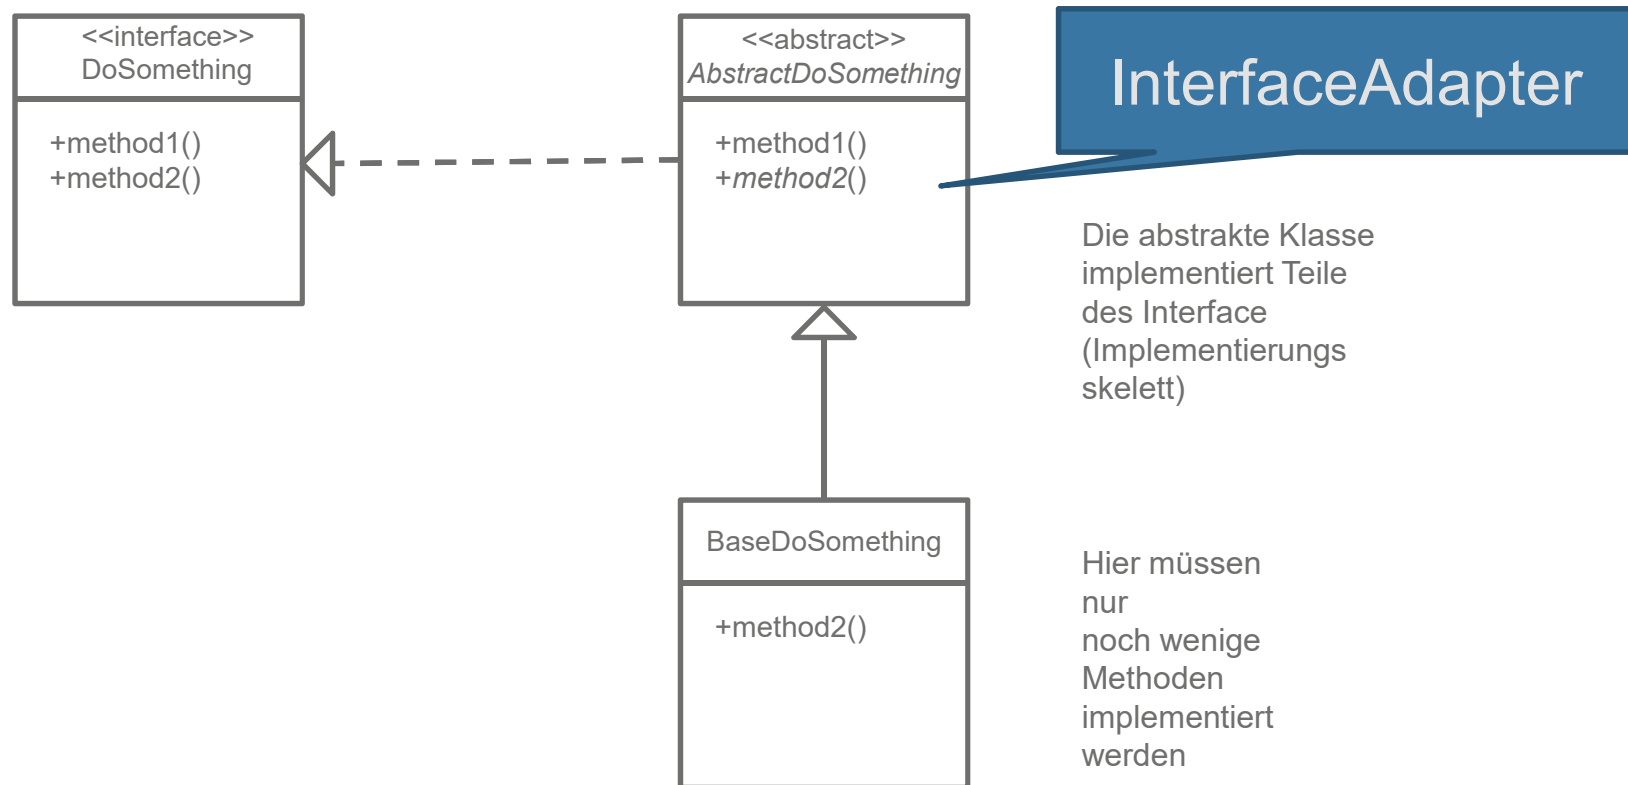 <<interface>>
DoSomething
+method1()
+method2()
<<abstract>>
AbstractDoSomething
+method1()
+method2()
InterfaceAdapter
Die abstrakte Klasse
implementiert Teile
des Interface
(Implementierungs
skelett)
BaseDoSomething
+method2()
Hier müssen
nur
noch wenige
Methoden
implementiert
werden